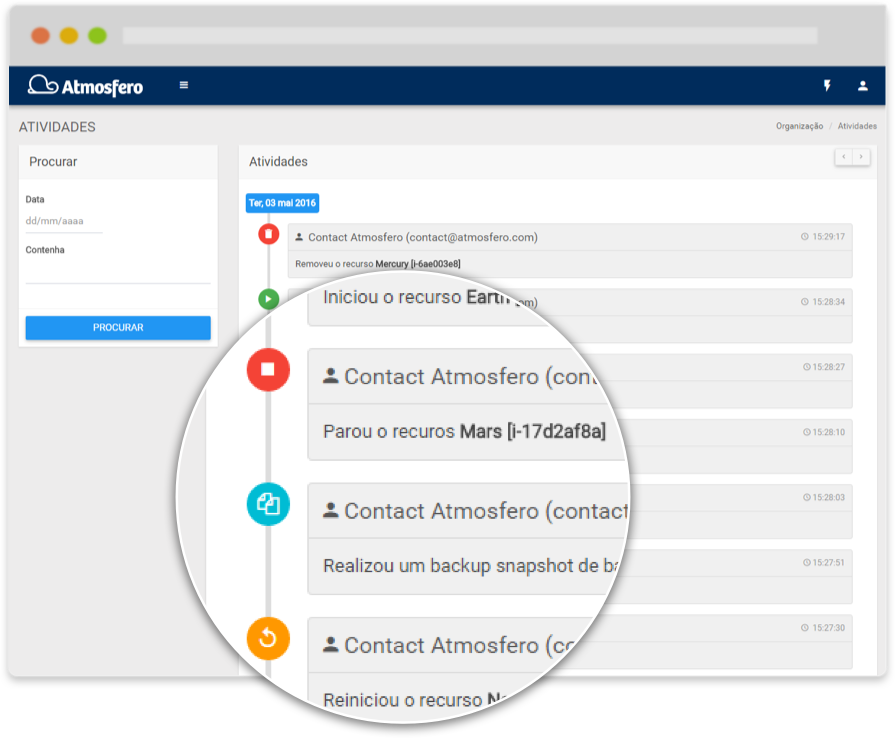 Atmosfero
ATIVIDADES
Organização / Atividades
Procurar
Data
dd/mm/aaaa
Contenha
PROCURAR
Atividades
Ter, 03 mai 2016
Contact Atmosfero (contact@atmosfero.com)
15:29:17
Removeu o recurso Mercury [i-6ae003e8]
15:28:34
Iniciou o recurso Earth
15:28:27
Contact Atmosfero
Parou o recuros Mars [i-17d2af8a]
15:28:10
15:28:03
Contact Atmosfero (contact
Realizou um backup snapshot de
15:27:51
15:27:30
Contact Atmosfero
Reiniciou o recurso